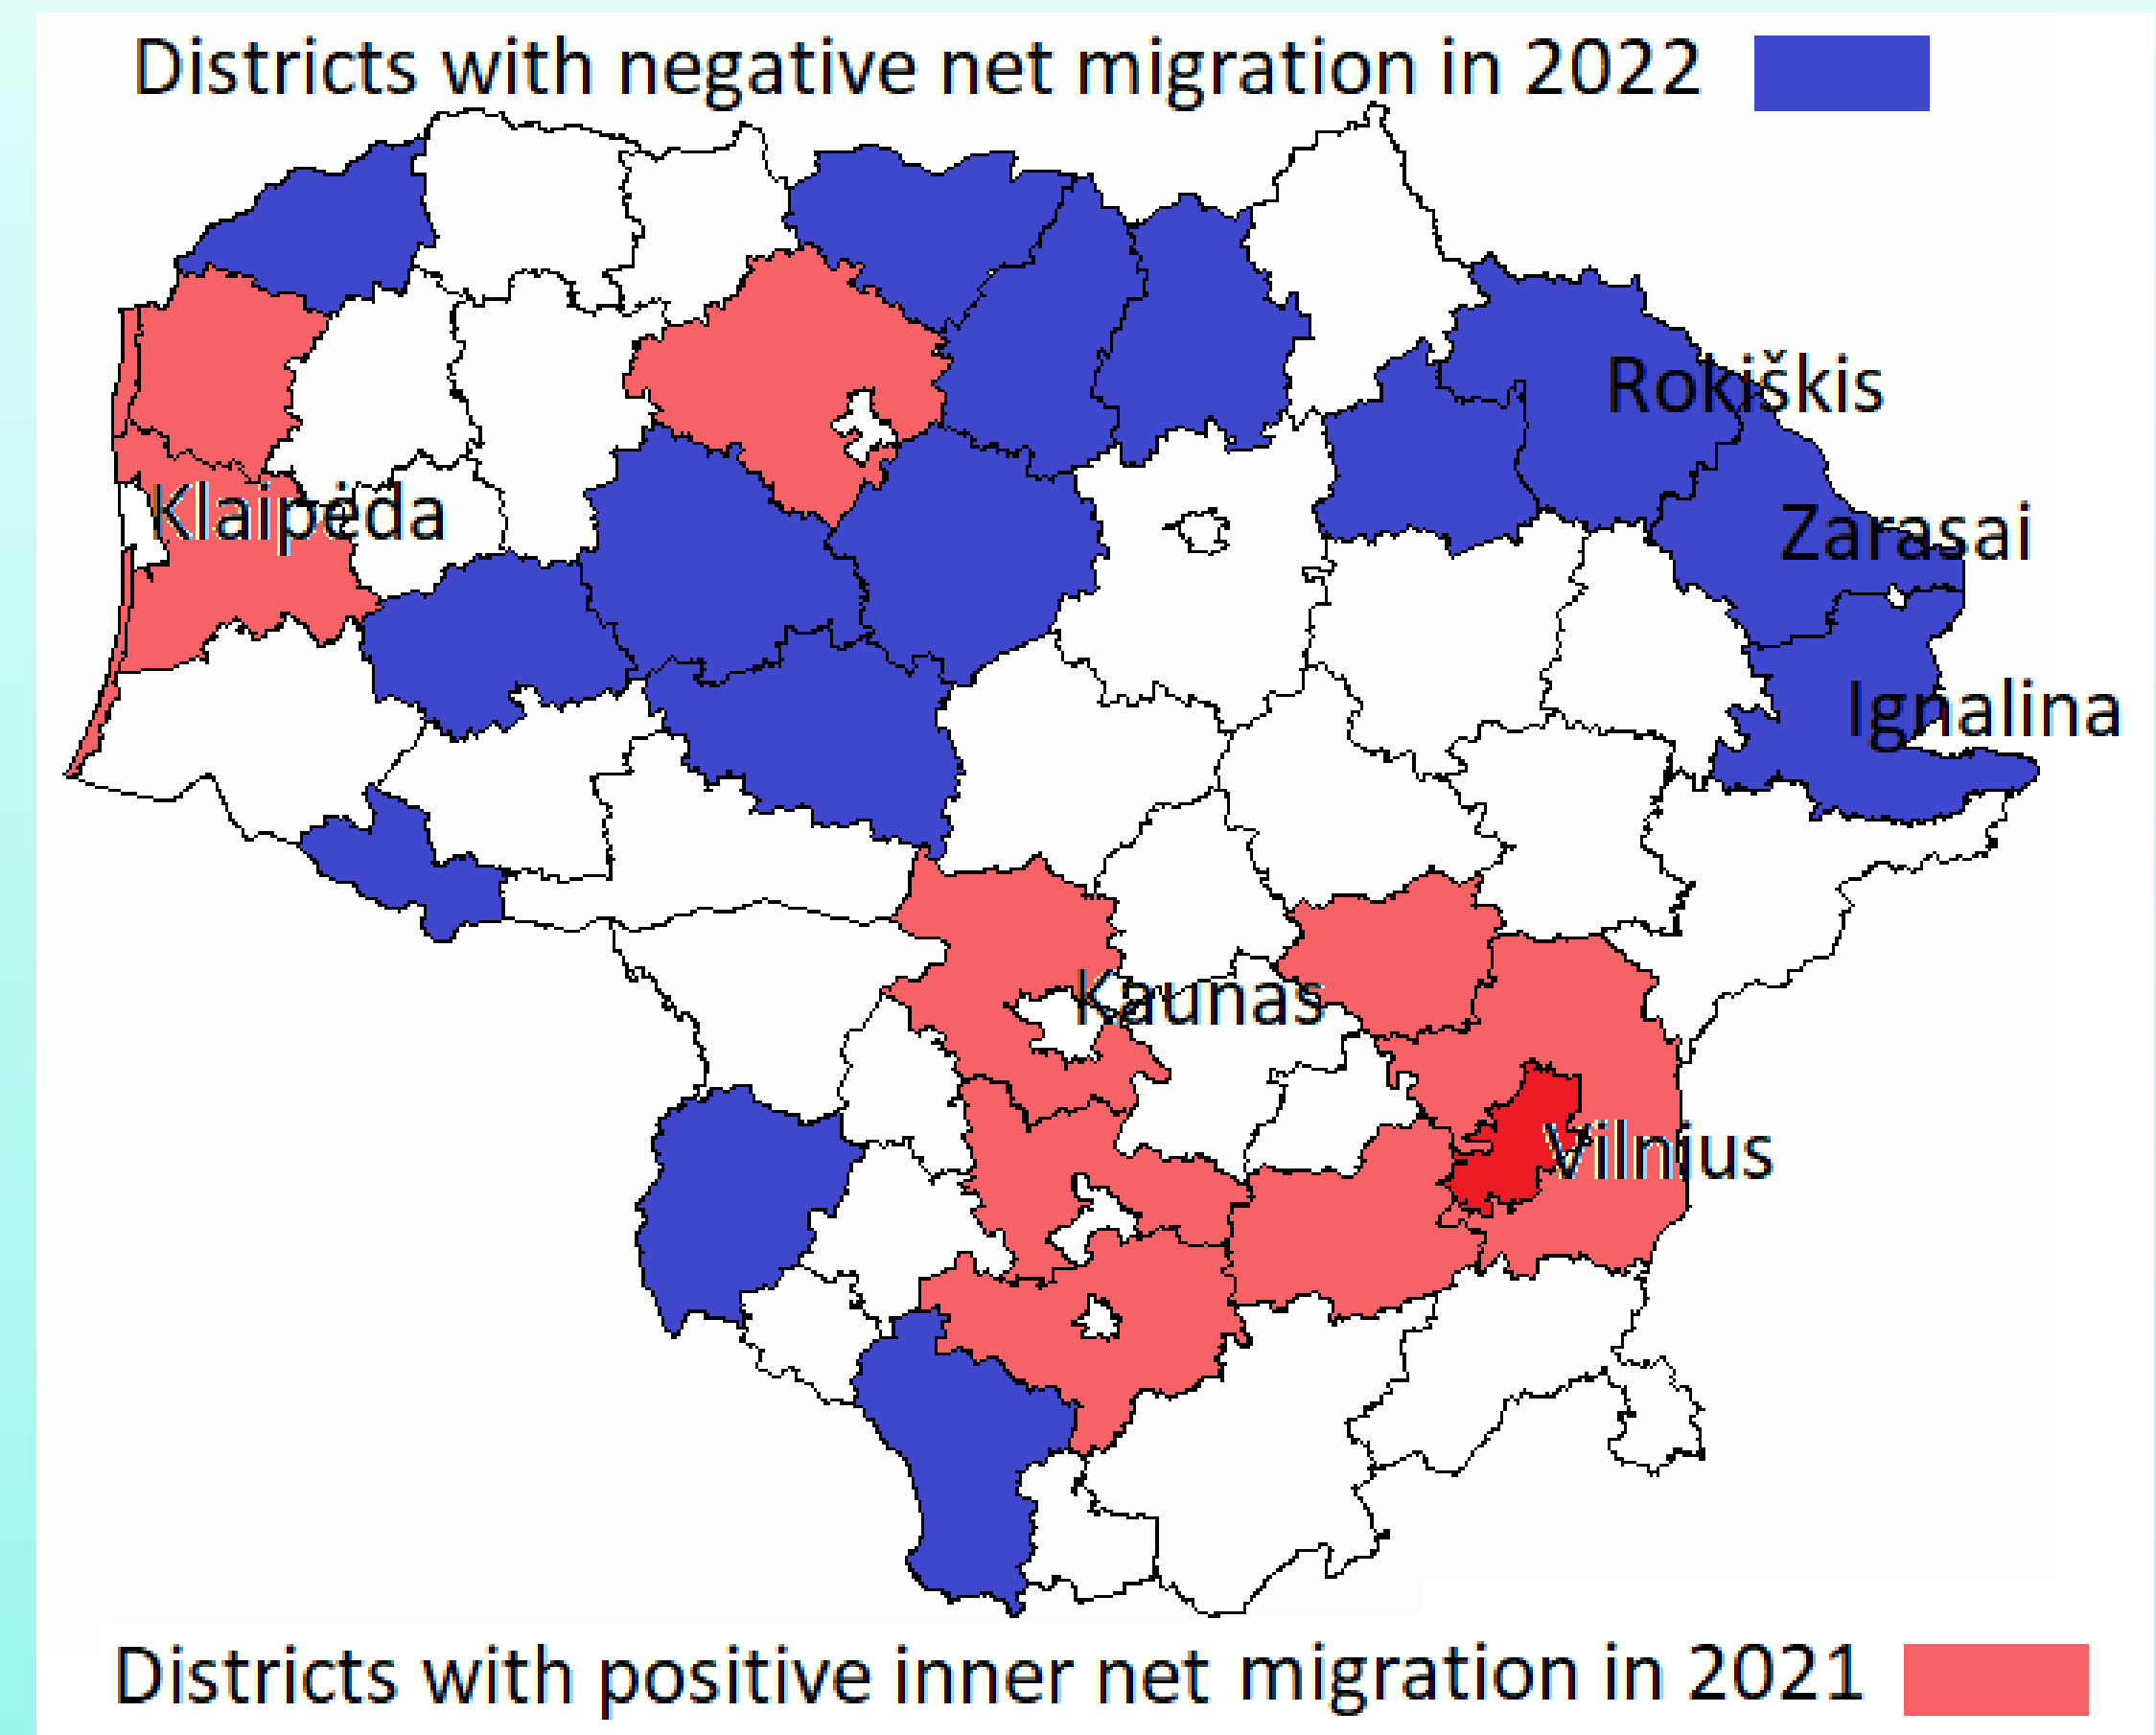 Districts with negative net migration in 2022
Rokiškis
Klaipėda
Zarasai
Ignalina
Kaunas
Vilnius
Districts with positive inner net migration in 2021